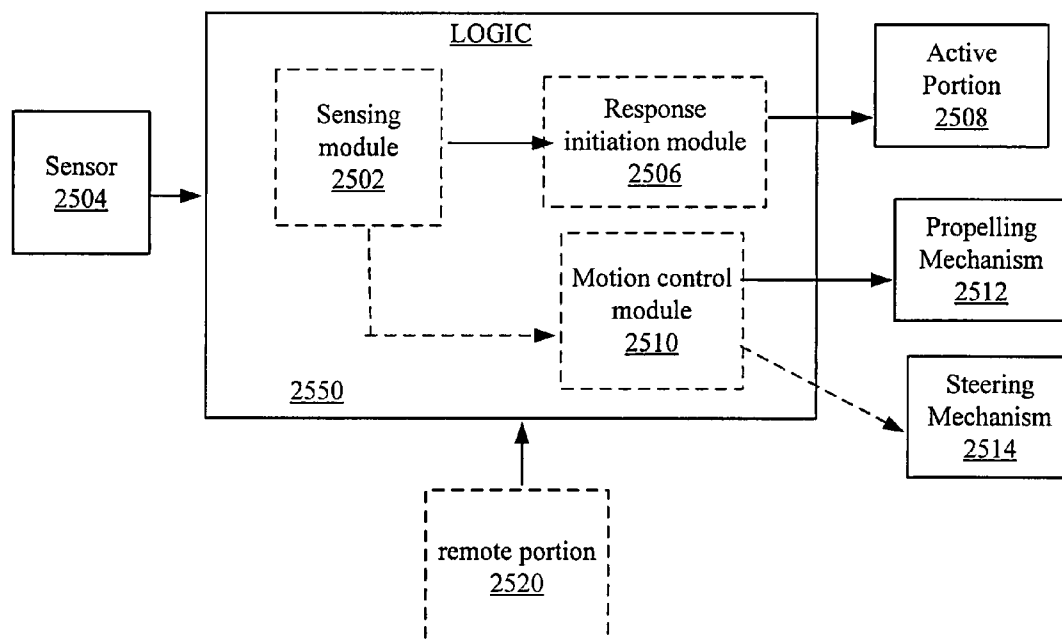 LOGIC
Sensor
2504
Sensing
module
2502
Response
initiation module
2506
Active
Portion
2508
Motion control
module
2510
Propelling
Mechanism
2512
Steering
Mechanism
2514
2550
remote portion
2520